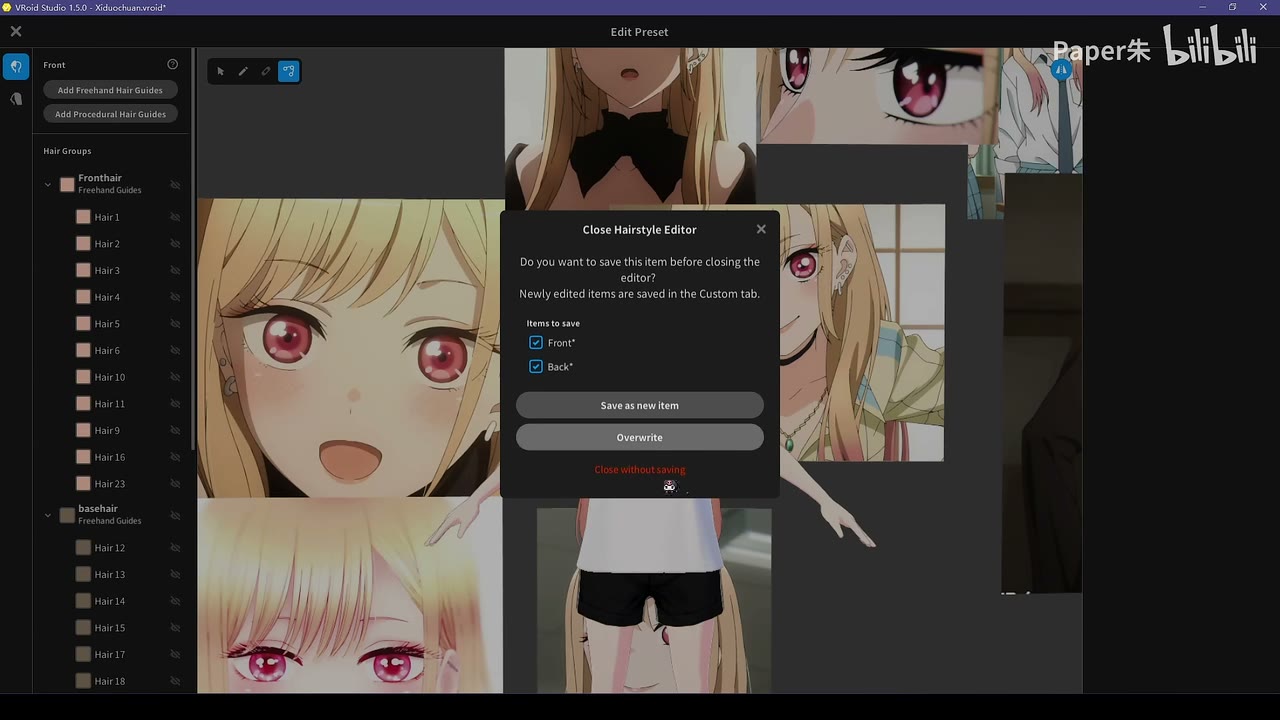 VRoid Studio 1.5.0 - Xiduochuan.vroid*
Edit Preset
Paper朱 bilibili
Front
Add Freehand Hair Guides
Add Procedural Hair Guides
Hair Groups
Fronthair
Freehand Guides
Hair 1
Hair 2
Hair 3
Hair 4
Hair 5
Hair 6
Hair 10
Hair 11
Hair 9
Hair 16
Hair 23
basehair
Freehand Guides
Hair 12
Hair 13
Hair 14
Hair 15
Hair 17
Hair 18
Close Hairstyle Editor
Do you want to save this item before closing the
editor?
Newly edited items are saved in the Custom tab.
Items to save
Front*
Back*
Save as new item
Overwrite
Close without saving